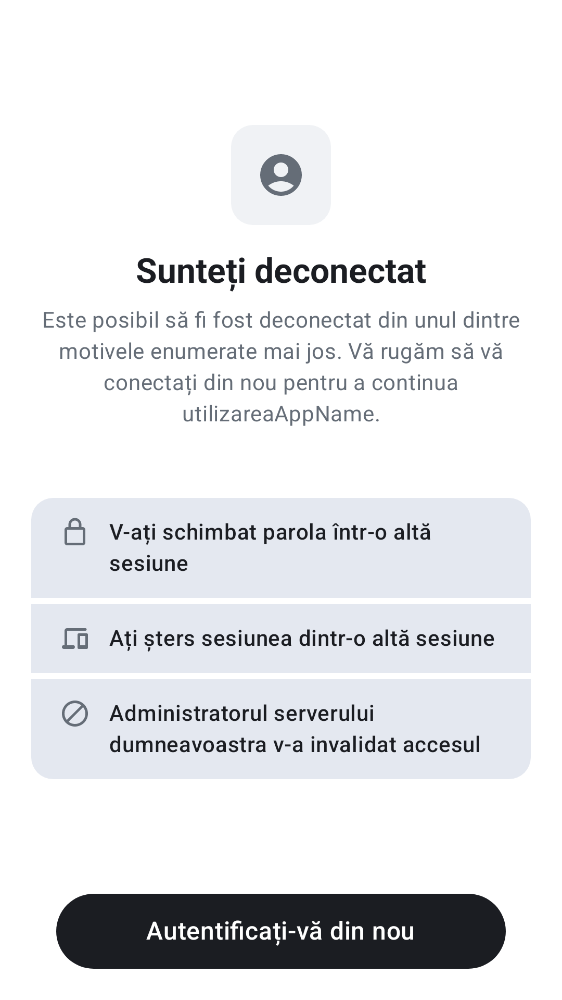 Sunteți deconectat
Este posibil să fi fost deconectat din unul dintre
motivele enumerate mai jos. Vă rugăm să vă
conectați din nou pentru a continua
utilizareaAppName.
V-ați schimbat parola într-o altă
sesiune
Ați șters sesiunea dintr-o altă sesiune
Administratorul serverului
dumneavoastra v-a invalidat accesul
Autentificați-vă din nou